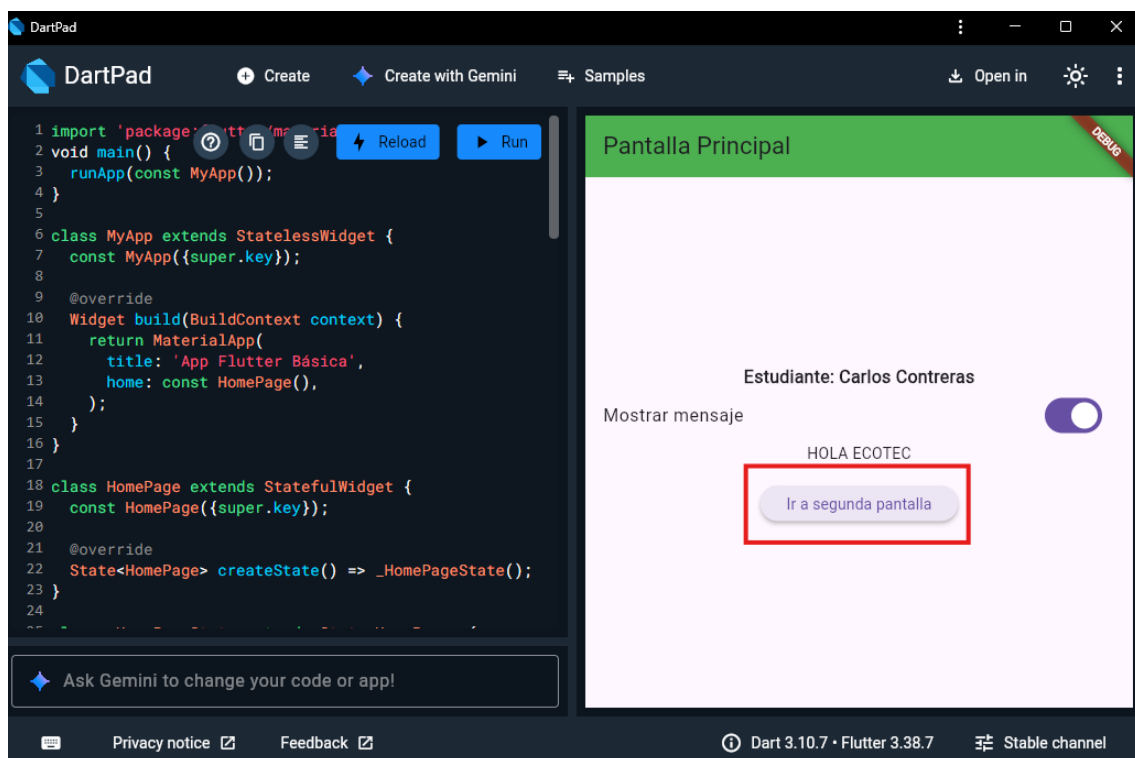 DartPad
DartPad
Create
Create with Gemini
Samples
Open in
1 import 'package:
Reload
Run
2 void main() {
3 runApp(const MyApp());
4 }
5
6 class MyApp extends StatelessWidget {
7 const MyApp({super.key});
8
9 @override
10 Widget build(BuildContext context) {
11 return MaterialApp(
12 title: 'App Flutter Básica',
13 home: const HomePage(),
14 );
15 }
16 }
17
18 class HomePage extends StatefulWidget {
19 const HomePage({super.key});
20
21 @override
22 State<HomePage> createState() => _HomePageState();
23 }
24
Ask Gemini to change your code or app!
Pantalla Principal
DEBUG
Estudiante: Carlos Contreras
Mostrar mensaje
HOLA ECOTEC
Ir a segunda pantalla
Privacy notice
Feedback
Dart 3.10.7 • Flutter 3.38.7
Stable channel